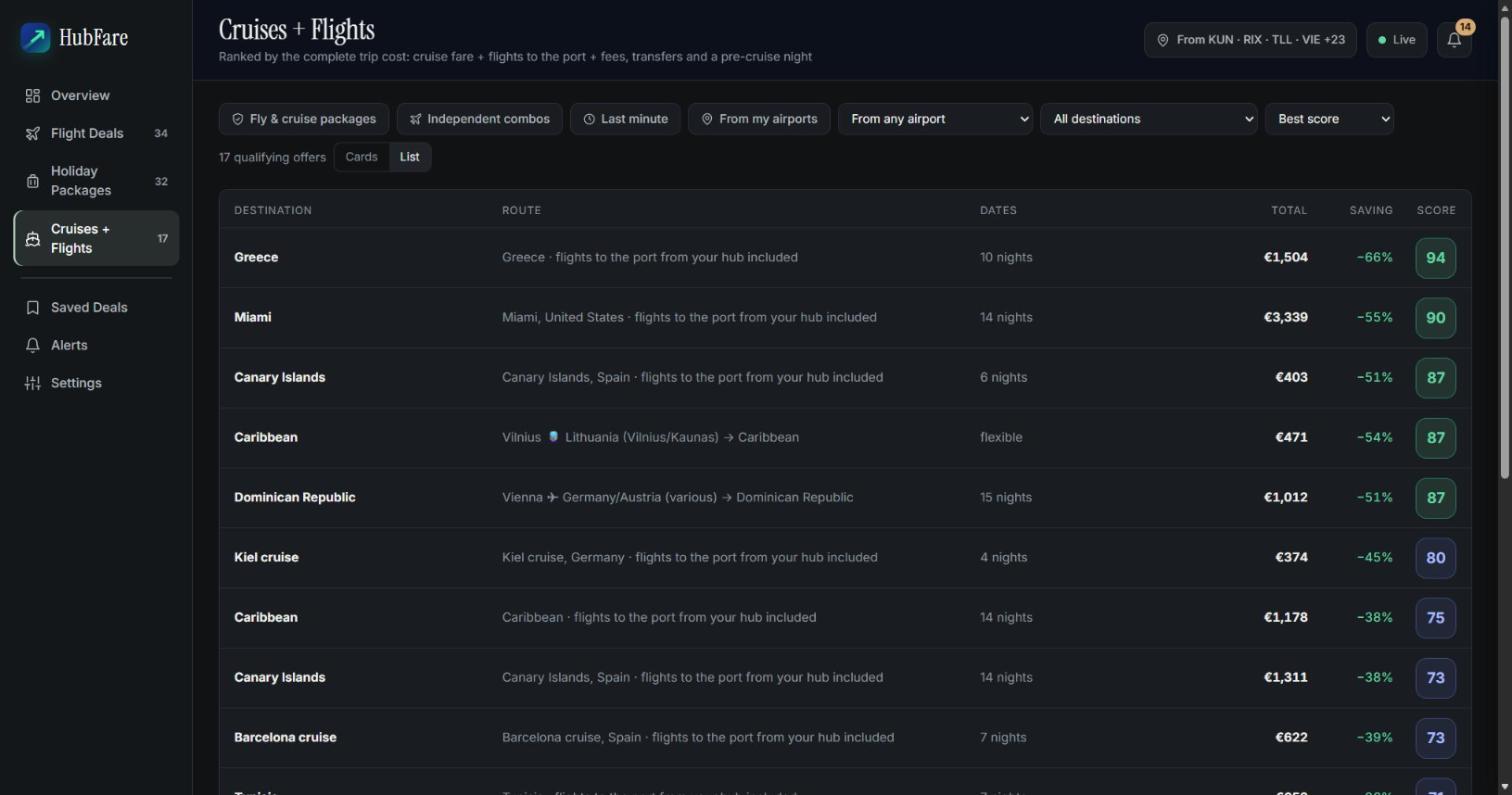 HubFare
Overview
Flight Deals 34
Holiday
Packages 32
Cruises +
Flights 17
Saved Deals
Alerts
Settings
Cruises + Flights
Ranked by the complete trip cost: cruise fare + flights to the port + fees, transfers and a pre-cruise night
From KUN · RIX · TLL · VIE +23
Live
14
Fly & cruise packages
Independent combos
Last minute
From my airports
From any airport
All destinations
Best score
17 qualifying offers
Cards
List
DESTINATION ROUTE DATES TOTAL SAVING SCORE
Greece Greece · flights to the port from your hub included 10 nights €1,504 −66% 94
Miami Miami, United States · flights to the port from your hub included 14 nights €3,339 −55% 90
Canary Islands Canary Islands, Spain · flights to the port from your hub included 6 nights €403 −51% 87
Caribbean Vilnius Lithuania (Vilnius/Kaunas) → Caribbean flexible €471 −54% 87
Dominican Republic Vienna ✈ Germany/Austria (various) → Dominican Republic 15 nights €1,012 −51% 87
Kiel cruise Kiel cruise, Germany · flights to the port from your hub included 4 nights €374 −45% 80
Caribbean Caribbean · flights to the port from your hub included 14 nights €1,178 −38% 75
Canary Islands Canary Islands, Spain · flights to the port from your hub included 14 nights €1,311 −38% 73
Barcelona cruise Barcelona cruise, Spain · flights to the port from your hub included 7 nights €622 −39% 73